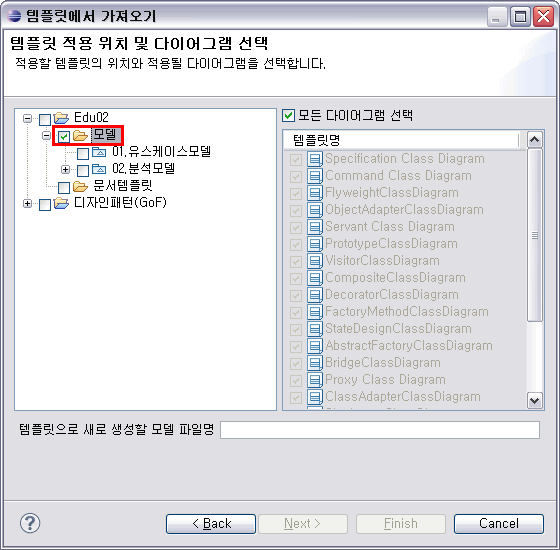 템플릿에서 가져오기
템플릿 적용 위치 및 다이어그램 선택
적용할 템플릿의 위치와 적용될 다이어그램을 선택합니다.
Edu02
모델
01.유스케이스모델
02.분석모델
문서템플릿
디자인패턴(GoF)
모든 다이어그램 선택
템플릿명
Specification Class Diagram
Command Class Diagram
FlyweightClassDiagram
ObjectAdapterClassDiagram
Servant Class Diagram
PrototypeClassDiagram
VisitorClassDiagram
CompositeClassDiagram
DecoratorClassDiagram
FactoryMethodClassDiagram
StateDesignClassDiagram
AbstractFactoryClassDiagram
BridgeClassDiagram
Proxy Class Diagram
ClassAdapterClassDiagram
템플릿으로 새로 생성할 모델 파일명
?
< Back
Next >
Finish
Cancel